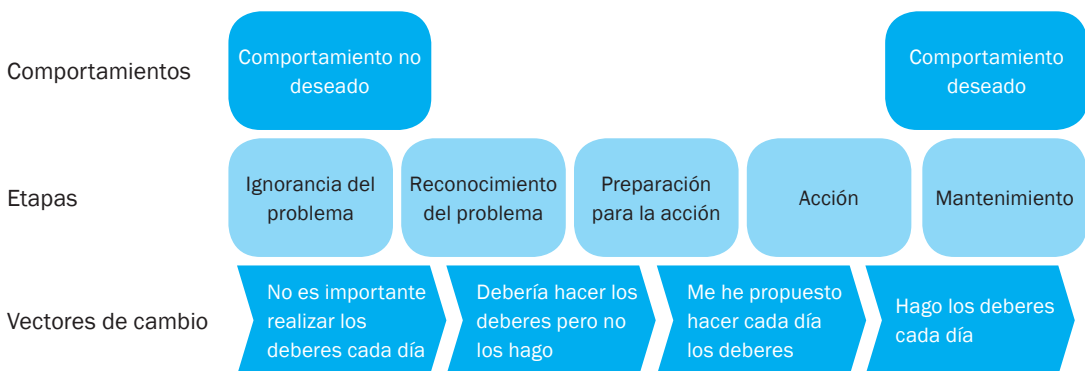 Comportamientos
Comportamiento no
deseado
Comportamiento
deseado
Etapas
Ignorancia del
problema
Reconocimiento
del problema
Preparación
para la acción
Acción
Mantenimiento
Vectores de cambio
No es importante
realizar los
deberes cada día
Debería hacer los
deberes pero no
los hago
Me he propuesto
hacer cada día
los deberes
Hago los deberes
cada día